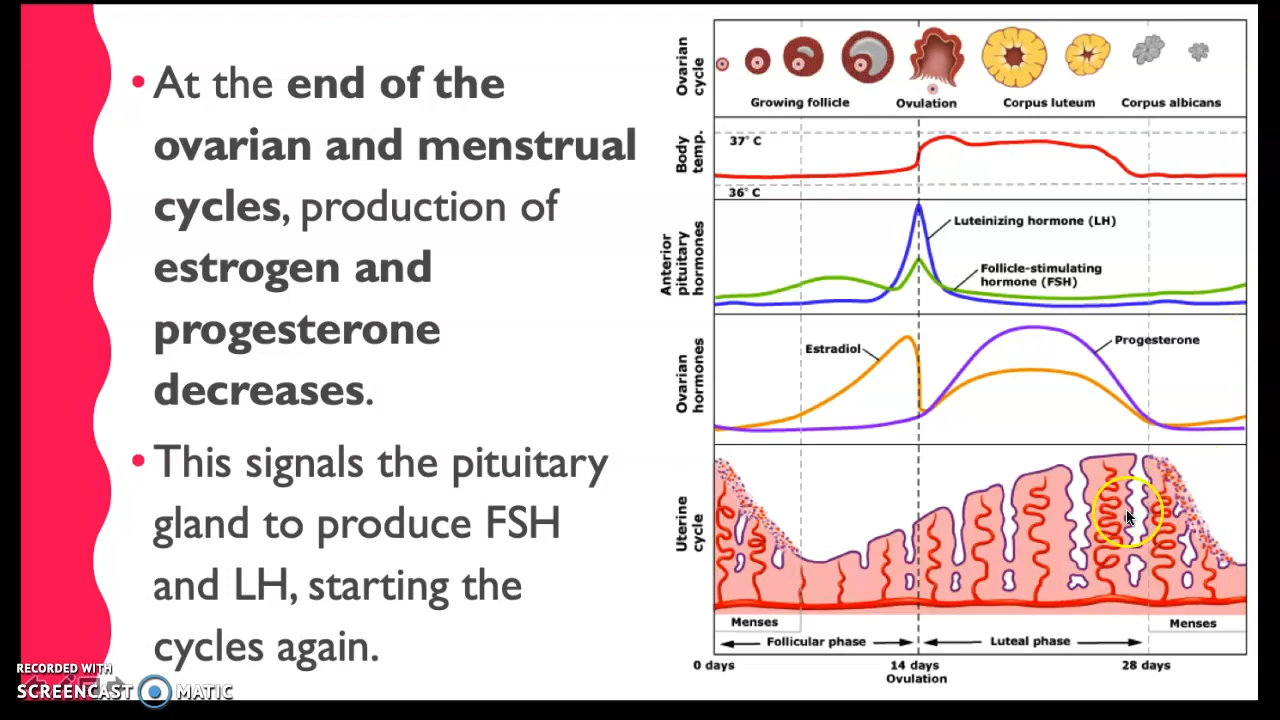 • At the end of the
ovarian and menstrual
cycles, production of
estrogen and
progesterone
decreases.
• This signals the pituitary
gland to produce FSH
and LH, starting the
cycles again.
Ovarian
cycle
Growing follicle
Ovulation
Corpus luteum
Corpus albicans
Body
temp.
37° C
36° C
Anterior
pituitary
hormones
Luteinizing hormone (LH)
Follicle-stimulating
hormone (FSH)
Ovarian
hormones
Estradiol
Progesterone
Uterine
cycle
Menses
Menses
Follicular phase
Luteal phase
0 days
14 days
28 days
Ovulation
RECORDED WITH
SCREENCAST MATIC